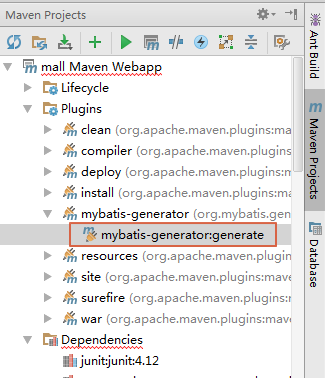 Maven Projects
mall Maven Webapp
Lifecycle
Plugins
clean (org.apache.maven.plugins:mave
compiler (org.apache.maven.plugins:m
deploy (org.apache.maven.plugins:ma
install (org.apache.maven.plugins:mav
mybatis-generator (org.mybatis.gen
mybatis-generator:generate
resources (org.apache.maven.plugins:
site (org.apache.maven.plugins:maven
surefire (org.apache.maven.plugins:m
war (org.apache.maven.plugins:maven
Dependencies
junit:junit:4.12
Ant Build
Maven Projects
Database